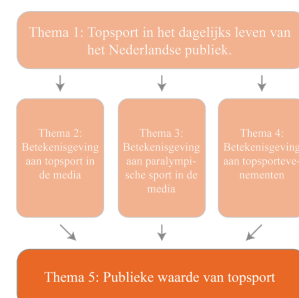 Thema 1: Topsport in het dagelijks leven van
het Nederlandse publiek.
Thema 2:
Betekenisgeving
aan topsport in
de media
Thema 3:
Betekenisgeving
aan paralympi-
sche sport in de
media
Thema 4:
Betekenisgeving
aan topsporteve-
nementen
Thema 5: Publieke waarde van topsport